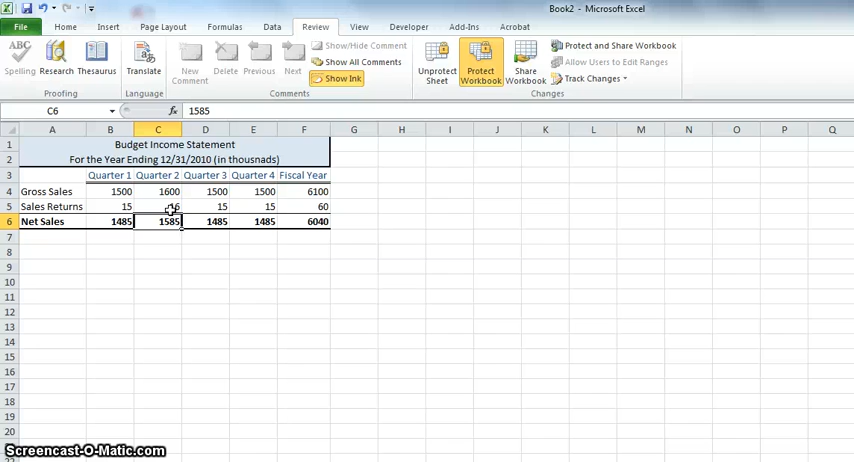 Book2 - Microsoft Excel
File Home Insert Page Layout Formulas Data Review View Developer Add-Ins Acrobat
ABC
Spelling Research Thesaurus Translate New Comment Delete Previous Next Show/Hide Comment Show All Comments Show Ink Unprotect Sheet Protect Workbook Share Workbook Protect and Share Workbook Allow Users to Edit Ranges Track Changes
Proofing Language Comments Changes
C6 fx 1585
A B C D E F G H I J K L M N O P Q
1 Budget Income Statement
2 For the Year Ending 12/31/2010 (in thousnads)
3 Quarter 1 Quarter 2 Quarter 3 Quarter 4 Fiscal Year
4 Gross Sales 1500 1600 1500 1500 6100
5 Sales Returns 15 15 15 60
6 Net Sales 1485 1585 1485 1485 6040
7
8
9
10
11
12
13
14
15
16
17
18
19
20
Screencast-O-Matic.com